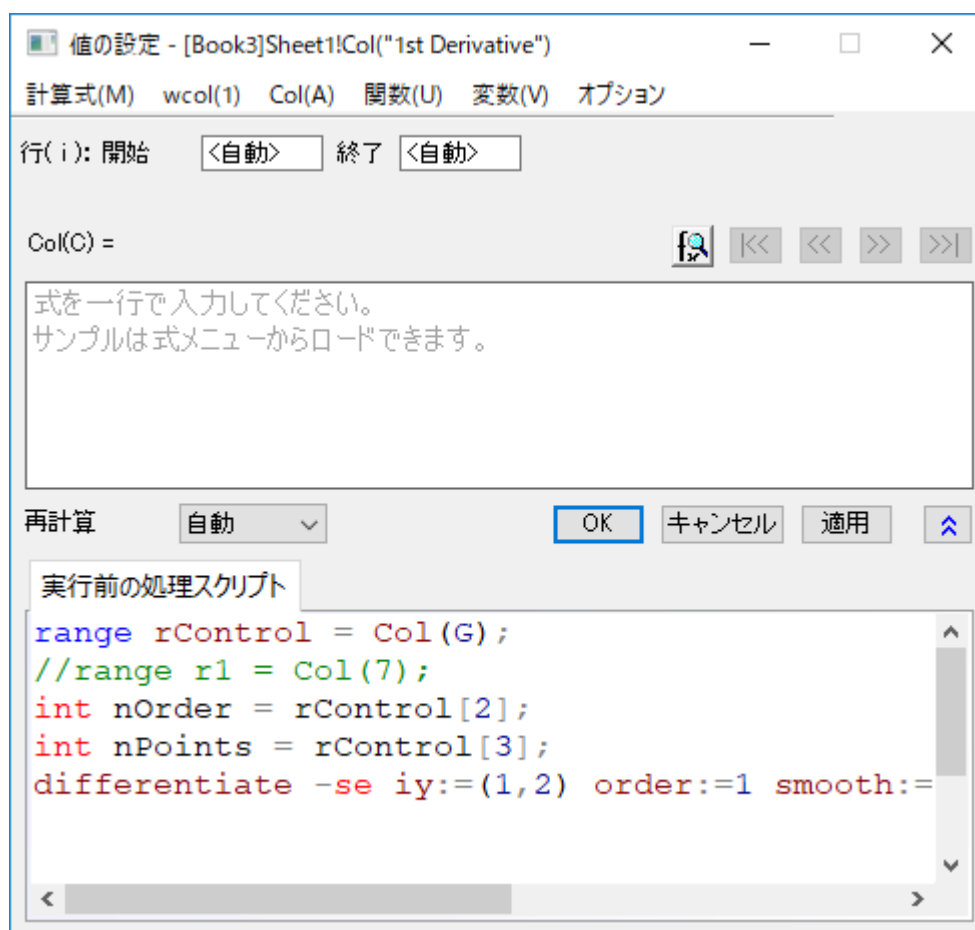 値の設定 - [Book3]Sheet1!Col("1st Derivative")
計算式(M) wcol(1) Col(A) 関数(U) 変数(V) オプション
行(i): 開始 <自動> 終了 <自動>
Col(C) =
|<< << >> >>|
式を一行で入力してください。
サンプルは式メニューからロードできます。
再計算 自動 OK キャンセル 適用
実行前の処理スクリプト
range rControl = Col(G);
//range r1 = Col(7);
int nOrder = rControl[2];
int nPoints = rControl[3];
differentiate -se iy:=(1,2) order:=1 smooth:=